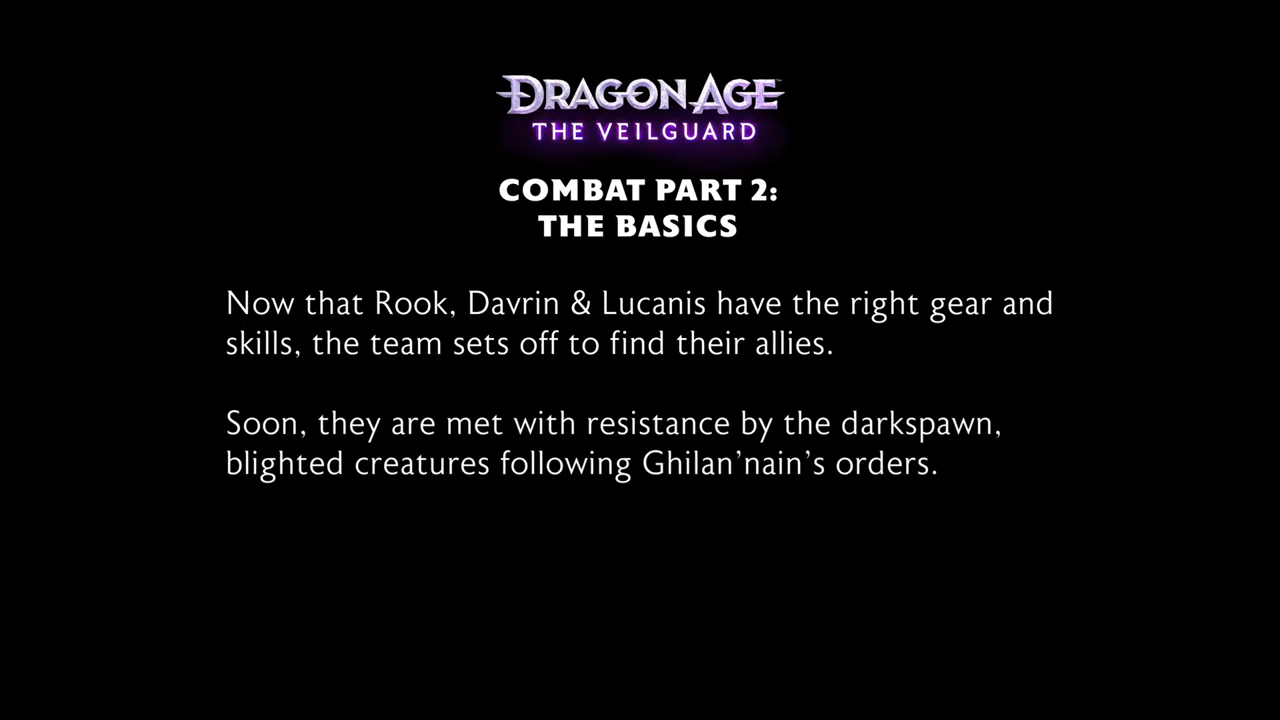 DRAGON AGE™
THE VEILGUARD
COMBAT PART 2:
THE BASICS
Now that Rook, Davrin & Lucanis have the right gear and
skills, the team sets off to find their allies.
Soon, they are met with resistance by the darkspawn,
blighted creatures following Ghilan’nain’s orders.